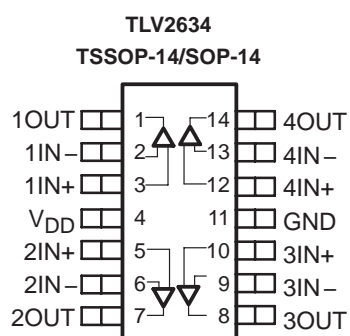 TLV2634
TSSOP-14/SOP-14
1OUT 1 14 4OUT
1IN− 2 13 4IN−
1IN+ 3 12 4IN+
VDD 4 11 GND
2IN+ 5 10 3IN+
2IN− 6 9 3IN−
2OUT 7 8 3OUT